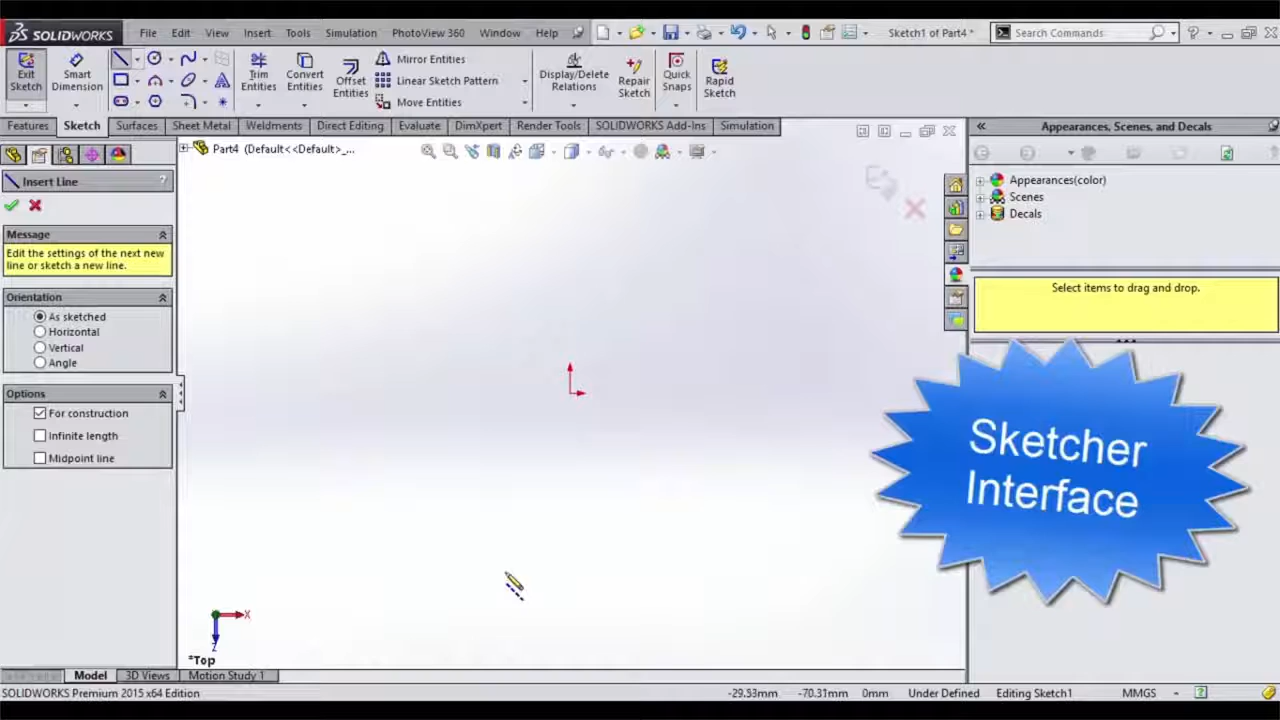 SOLIDWORKS File Edit View Insert Tools Simulation PhotoView 360 Window Help Sketch1 of Part4 * Search Commands
Exit Sketch
Smart Dimension
Trim Entities
Convert Entities
Offset Entities
Mirror Entities
Linear Sketch Pattern
Move Entities
Display/Delete Relations
Repair Sketch
Quick Snaps
Rapid Sketch
Features Sketch Surfaces Sheet Metal Weldments Direct Editing Evaluate DimXpert Render Tools SOLIDWORKS Add-Ins Simulation
Part4 (Default<<Default>_...
Insert Line ?
Message
Edit the settings of the next new
line or sketch a new line.
Orientation
As sketched
Horizontal
Vertical
Angle
Options
For construction
Infinite length
Midpoint line
Appearances, Scenes, and Decals
Appearances(color)
Scenes
Decals
Select items to drag and drop.
Sketcher
Interface
X
Z
*Top
Model 3D Views Motion Study 1
SOLIDWORKS Premium 2015 x64 Edition -29.53mm -70.31mm 0mm Under Defined Editing Sketch1 MMGS